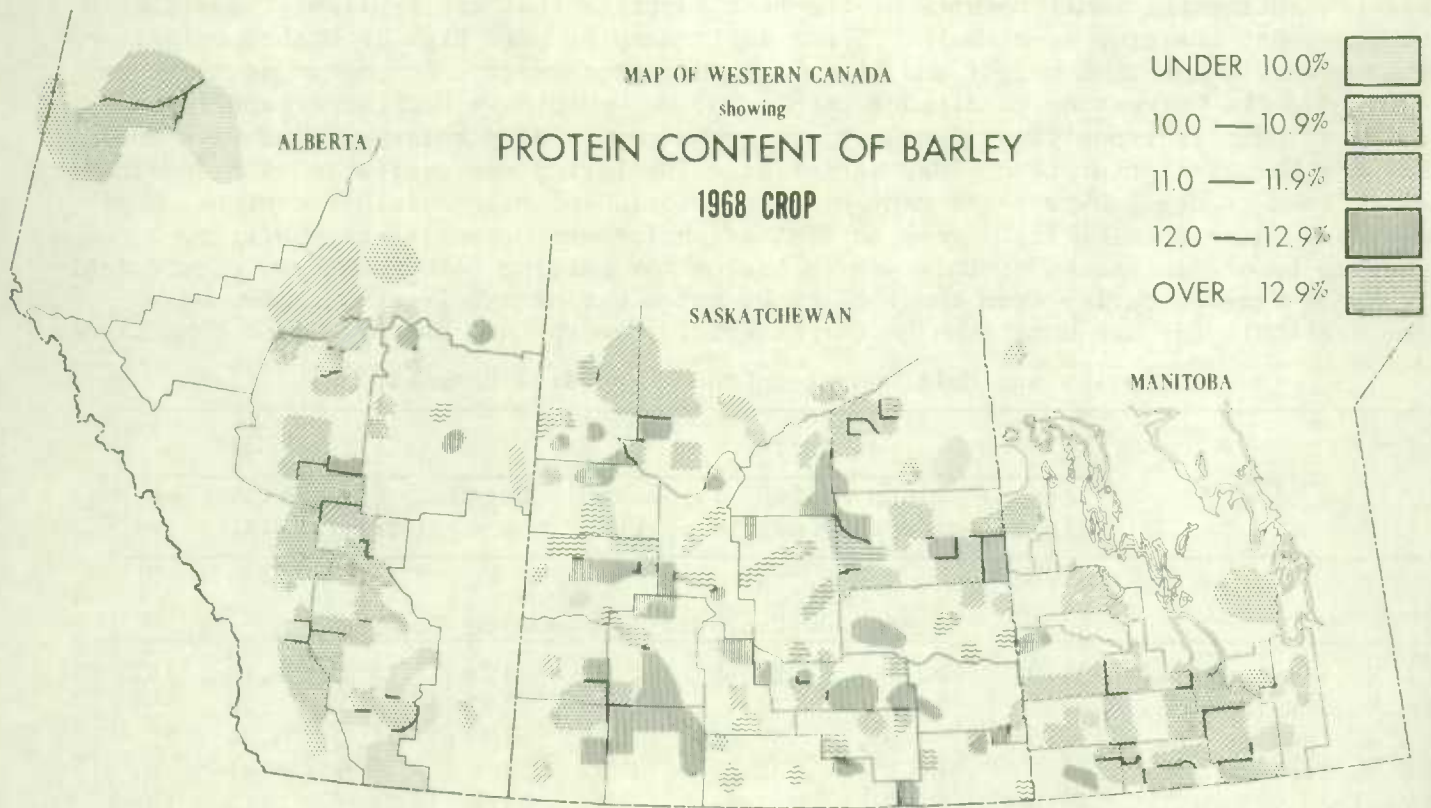 MAP OF WESTERN CANADA
showing
PROTEIN CONTENT OF BARLEY
1968 CROP
UNDER 10.0%
10.0 — 10.9%
11.0 — 11.9%
12.0 — 12.9%
OVER 12.9%
ALBERTA
SASKATCHEWAN
MANITOBA